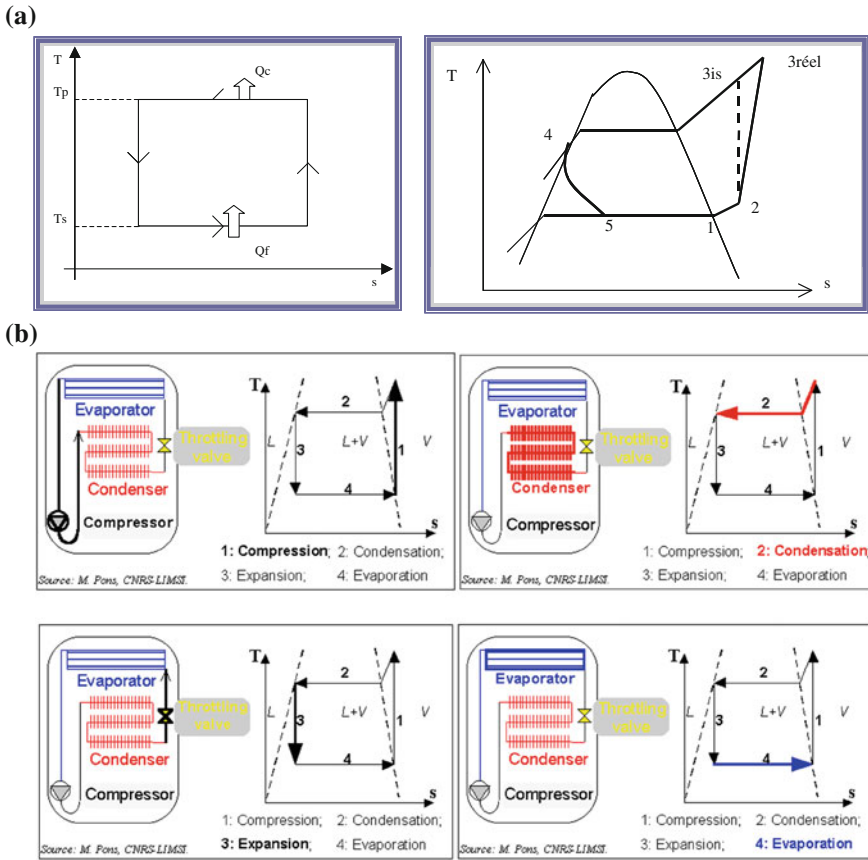 (a)
T
Tp
Qc
Ts
Qf
s
T
3is
3réel
4
2
5
1
s
(b)
Evaporator
Throttling
valve
Condenser
Compressor
T
2
L
3
L+V
1
V
4
s
1: Compression; 2: Condensation;
3: Expansion; 4: Evaporation
Source: M. Pons, CNRS-LIMSI.
Evaporator
Throttling
valve
Condenser
Compressor
T
2
L
3
L+V
1
V
4
s
1: Compression; 2: Condensation;
3: Expansion; 4: Evaporation
Source: M. Pons, CNRS-LIMSI.
Evaporator
Throttling
valve
Condenser
Compressor
T
2
L
3
L+V
1
V
4
s
1: Compression; 2: Condensation;
3: Expansion; 4: Evaporation
Source: M. Pons, CNRS-LIMSI.
Evaporator
Throttling
valve
Condenser
Compressor
T
2
L
3
L+V
1
V
4
s
1: Compression; 2: Condensation;
3: Expansion; 4: Evaporation
Source: M. Pons, CNRS-LIMSI.